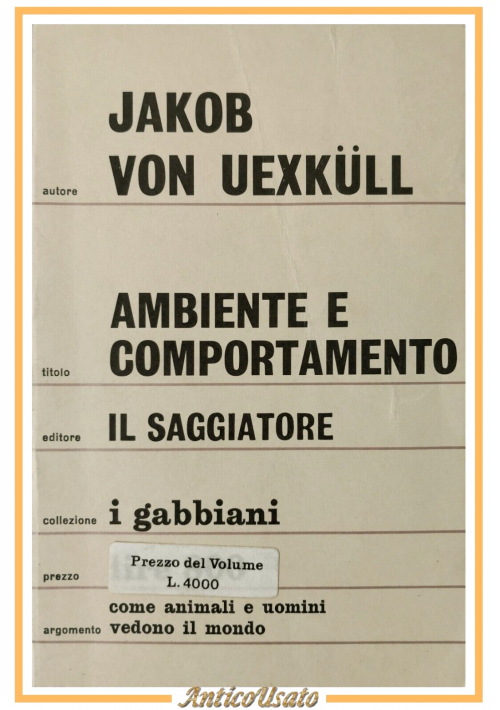 JAKOB
autore VON UEXKÜLL
AMBIENTE E
titolo COMPORTAMENTO
editore IL SAGGIATORE
collezione i gabbiani
Prezzo del Volume
prezzo L. 4000
come animali e uomini
argomento vedono il mondo
AnticoUsato